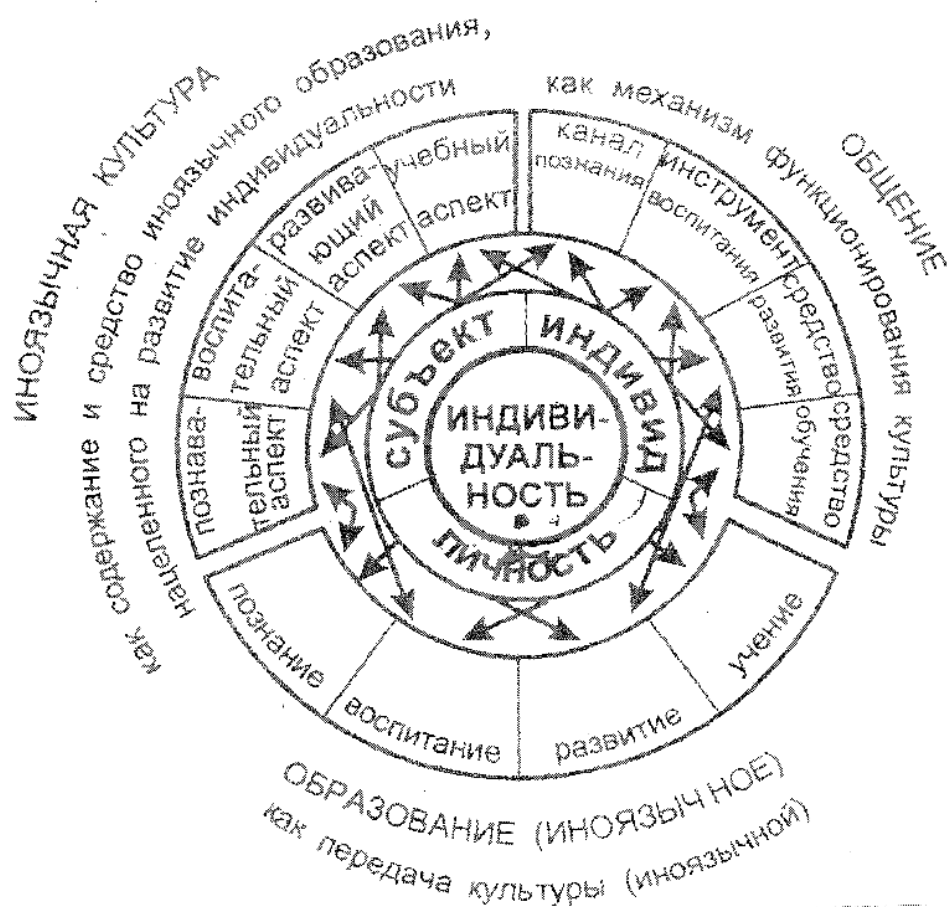 ИНОЯЗЫЧНАЯ КУЛЬТУРА
как содержание и средство иноязычного образования,
нацеленного на развитие индивидуальности
познава-
тельный
аспект
воспита-
тельный
аспект
развива-
ющий
аспект
учебный
аспект
ОБЩЕНИЕ
как механизм функционирования культуры
канал
познания
инструмент
воспитания
средство
развития
средство
обучения
субъект
индивид
личность
ИНДИВИ-
ДУАЛЬ-
НОСТЬ
познание
воспитание
развитие
учение
ОБРАЗОВАНИЕ (ИНОЯЗЫЧНОЕ)
как передача культуры (иноязычной)